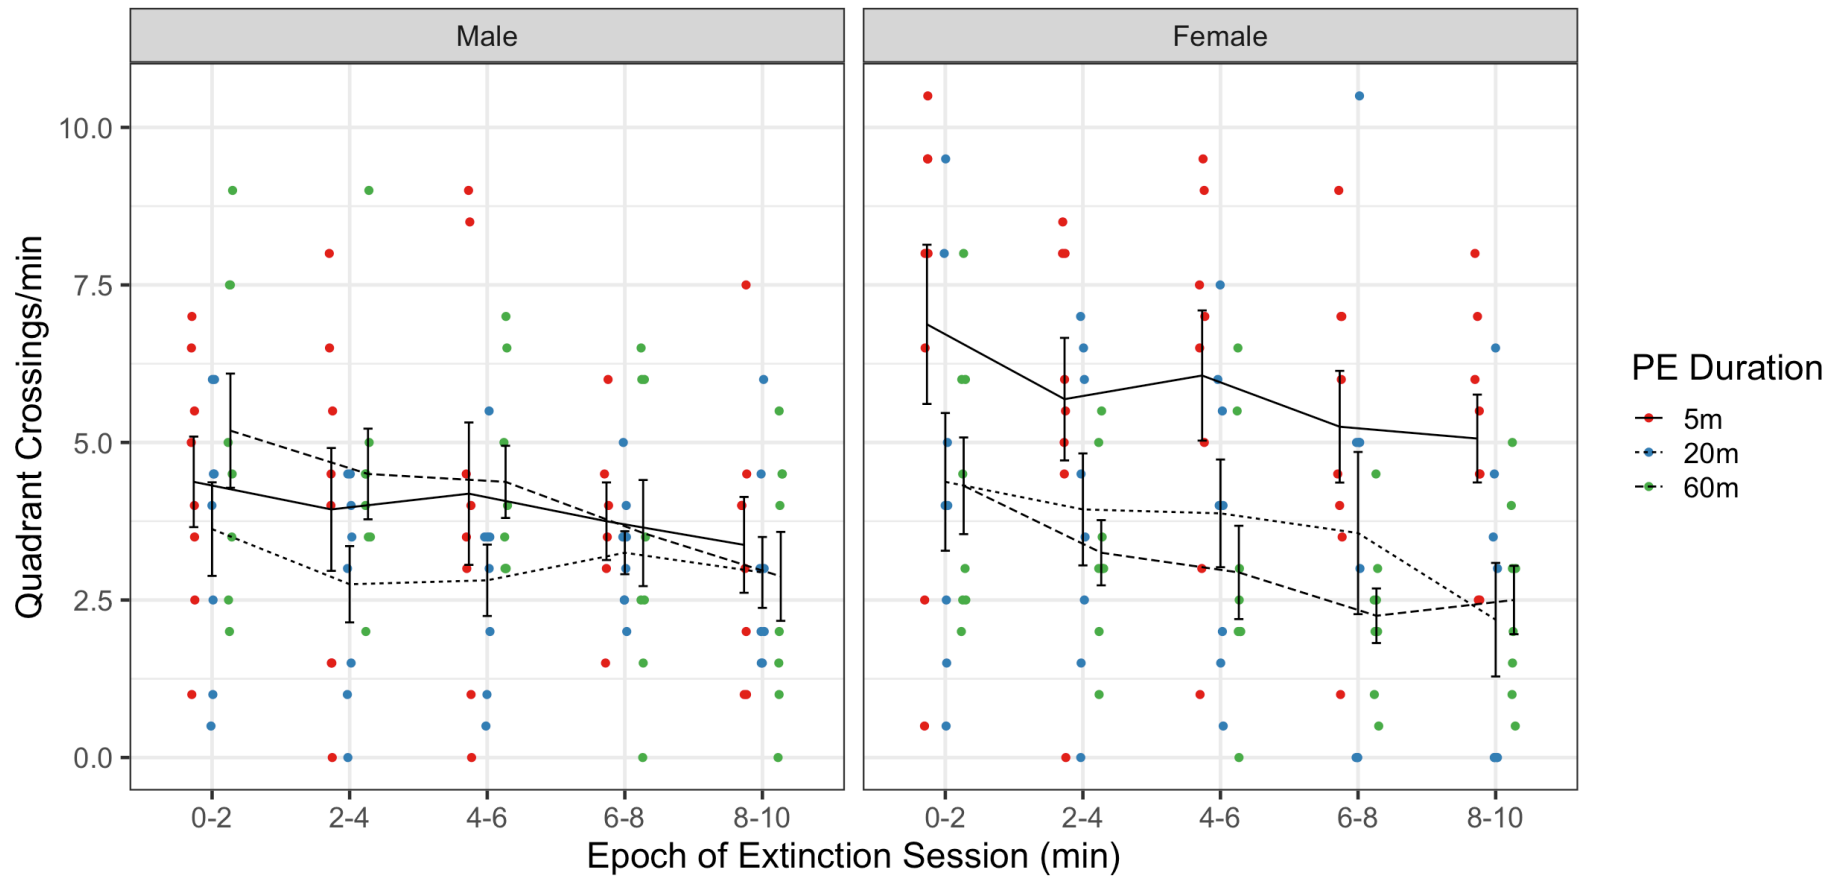 Male
Female
10.0
7.5
5.0
2.5
0.0
Quadrant Crossings/min
0-2
2-4
4-6
6-8
8-10
0-2
2-4
4-6
6-8
8-10
Epoch of Extinction Session (min)
PE Duration
5m
20m
60m